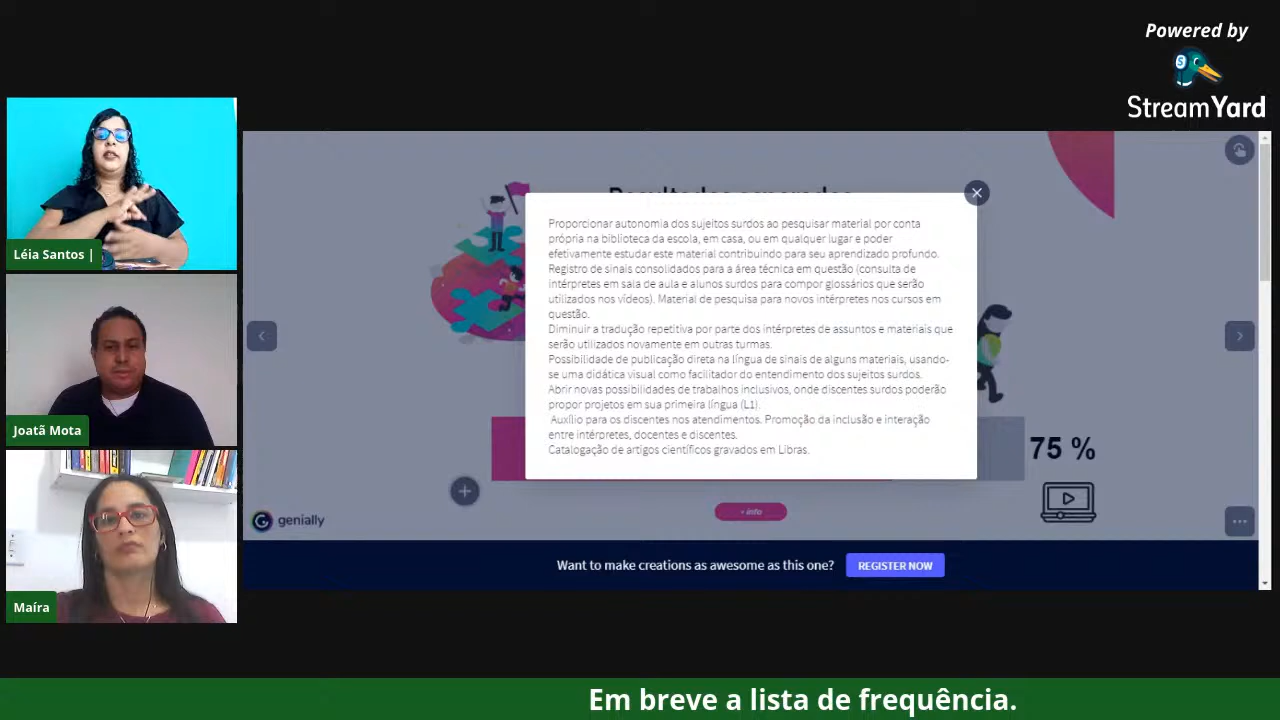 Powered by
StreamYard
Léia Santos |
Joatã Mota
Maíra
Resultados esperados
Proporcionar autonomia dos sujeitos surdos ao pesquisar material por conta
própria na biblioteca da escola, em casa, ou em qualquer lugar e poder
efetivamente estudar este material contribuindo para seu aprendizado profundo.
Registro de sinais consolidados para a área técnica em questão (consulta de
intérpretes em sala de aula e alunos surdos para compor glossários que serão
utilizados nos vídeos). Material de pesquisa para novos intérpretes nos cursos em
questão.
Diminuir a tradução repetitiva por parte dos intérpretes de assuntos e materiais que
serão utilizados novamente em outras turmas.
Possibilidade de publicação direta na língua de sinais de alguns materiais, usando-
se uma didática visual como facilitador do entendimento dos sujeitos surdos.
Abrir novas possibilidades de trabalhos inclusivos, onde discentes surdos poderão
propor projetos em sua primeira língua (L1).
Auxílio para os discentes nos atendimentos. Promoção da inclusão e interação
entre intérpretes, docentes e discentes.
Catalogação de artigos científicos gravados em Libras.
75 %
+ info
genially
Want to make creations as awesome as this one?
REGISTER NOW
Em breve a lista de frequência.